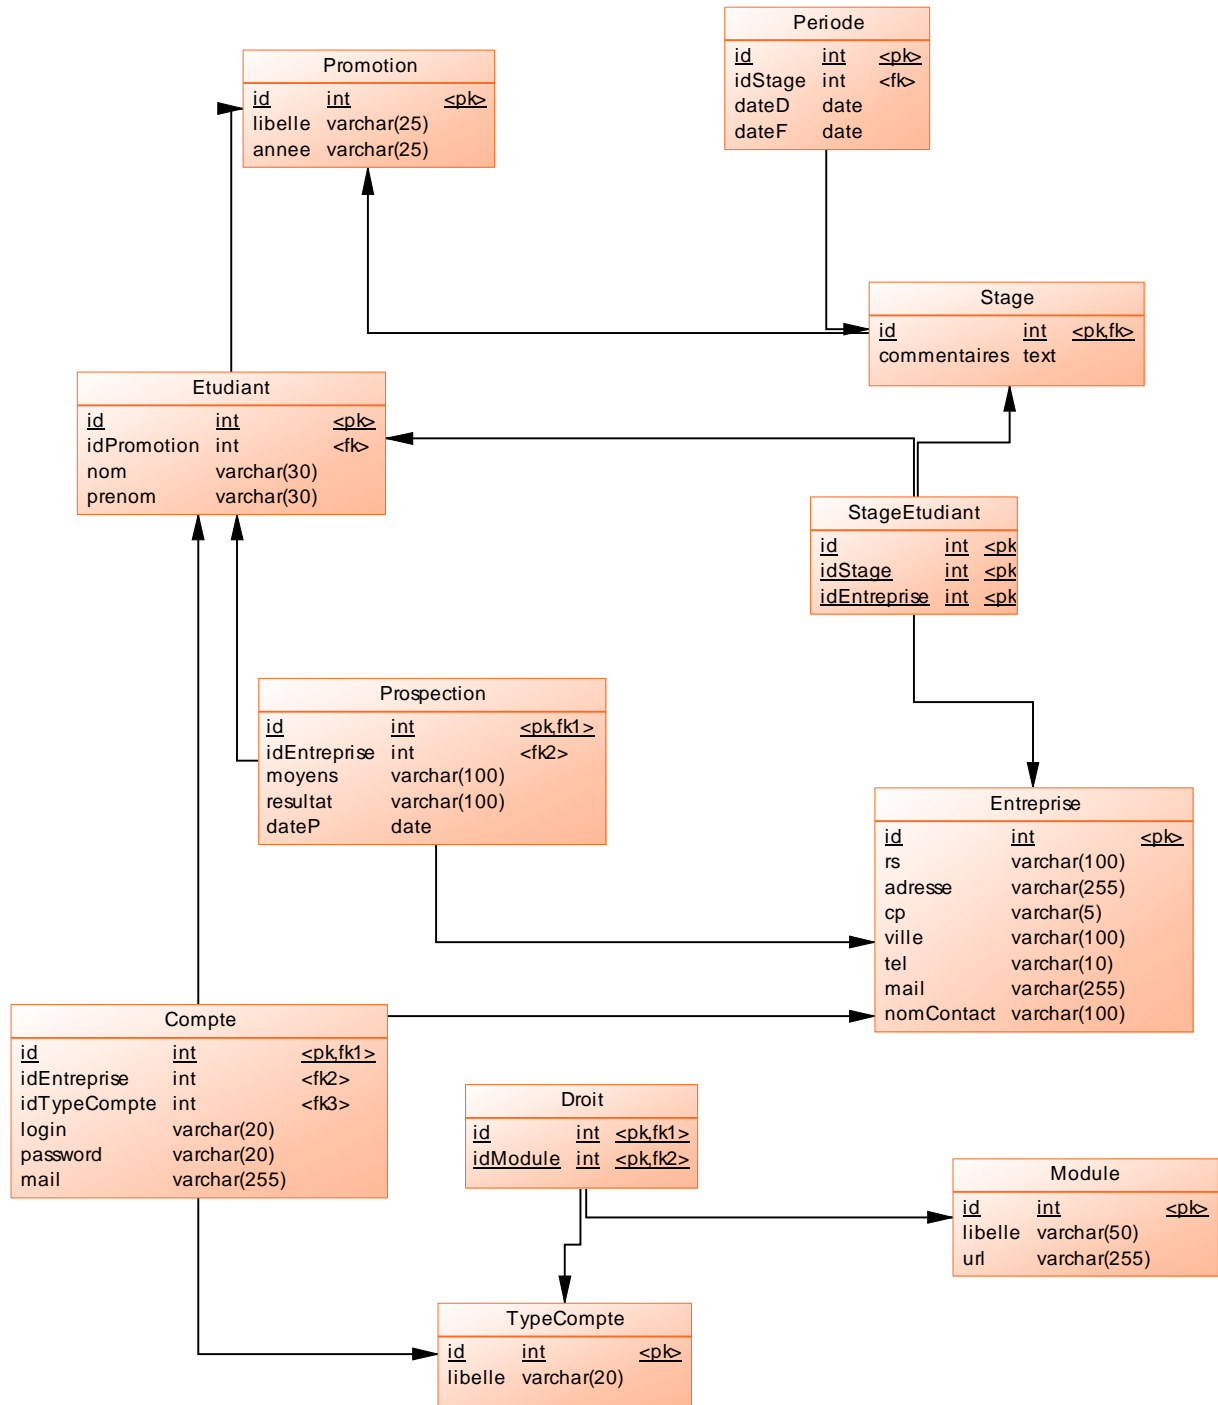 Periode
id int <pk>
idStage int <fk>
dateD date
dateF date
Promotion
id int <pk>
libelle varchar(25)
annee varchar(25)
Stage
id int <pk,fk>
commentaires text
Etudiant
id int <pk>
idPromotion int <fk>
nom varchar(30)
prenom varchar(30)
StageEtudiant
id int <pk
idStage int <pk
idEntreprise int <pk
Prospection
id int <pk,fk1>
idEntreprise int <fk2>
moyens varchar(100)
resultat varchar(100)
dateP date
Entreprise
id int <pk>
rs varchar(100)
adresse varchar(255)
cp varchar(5)
ville varchar(100)
tel varchar(10)
mail varchar(255)
nomContact varchar(100)
Compte
id int <pk,fk1>
idEntreprise int <fk2>
idTypeCompte int <fk3>
login varchar(20)
password varchar(20)
mail varchar(255)
Droit
id int <pk,fk1>
idModule int <pk,fk2>
Module
id int <pk>
libelle varchar(50)
url varchar(255)
TypeCompte
id int <pk>
libelle varchar(20)